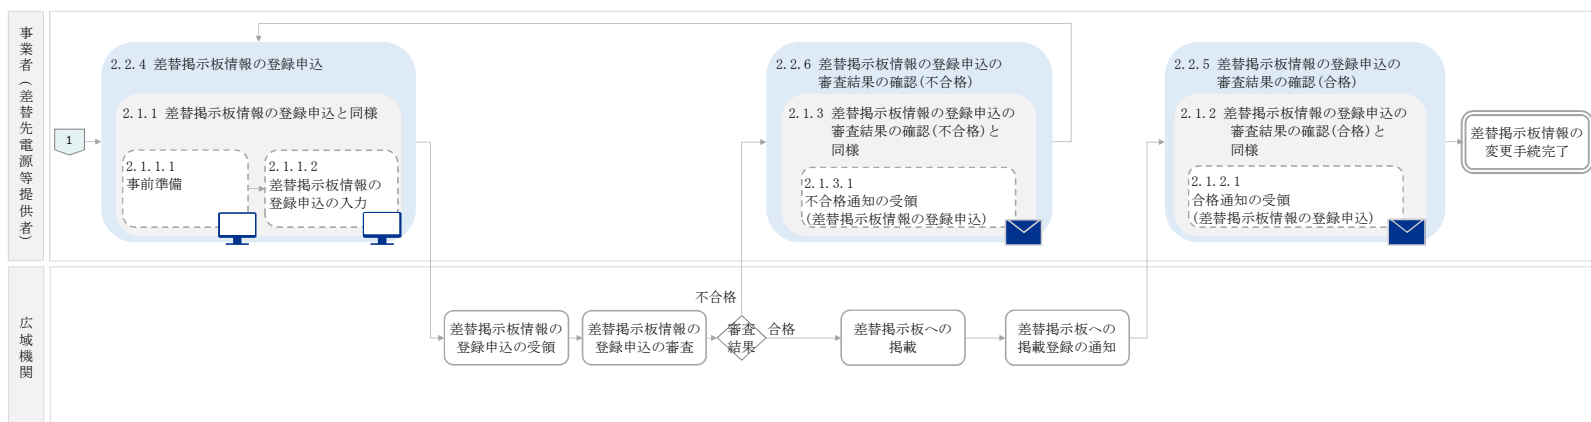 事業者(差替先電源等提供者)
1
2.2.4 差替掲示板情報の登録申込
2.1.1 差替掲示板情報の登録申込と同様
2.1.1.1
事前準備
2.1.1.2
差替掲示板情報の
登録申込の入力
2.2.6 差替掲示板情報の登録申込の
審査結果の確認(不合格)
2.1.3 差替掲示板情報の登録申込の
審査結果の確認(不合格)と
同様
2.1.3.1
不合格通知の受領
(差替掲示板情報の登録申込)
2.2.5 差替掲示板情報の登録申込の
審査結果の確認(合格)
2.1.2 差替掲示板情報の登録申込の
審査結果の確認(合格)と
同様
2.1.2.1
合格通知の受領
(差替掲示板情報の登録申込)
差替掲示板情報の
変更手続完了
広域機関
差替掲示板情報の
登録申込の受領
差替掲示板情報の
登録申込の審査
審査
結果
不合格
合格
差替掲示板への
掲載
差替掲示板への
掲載登録の通知